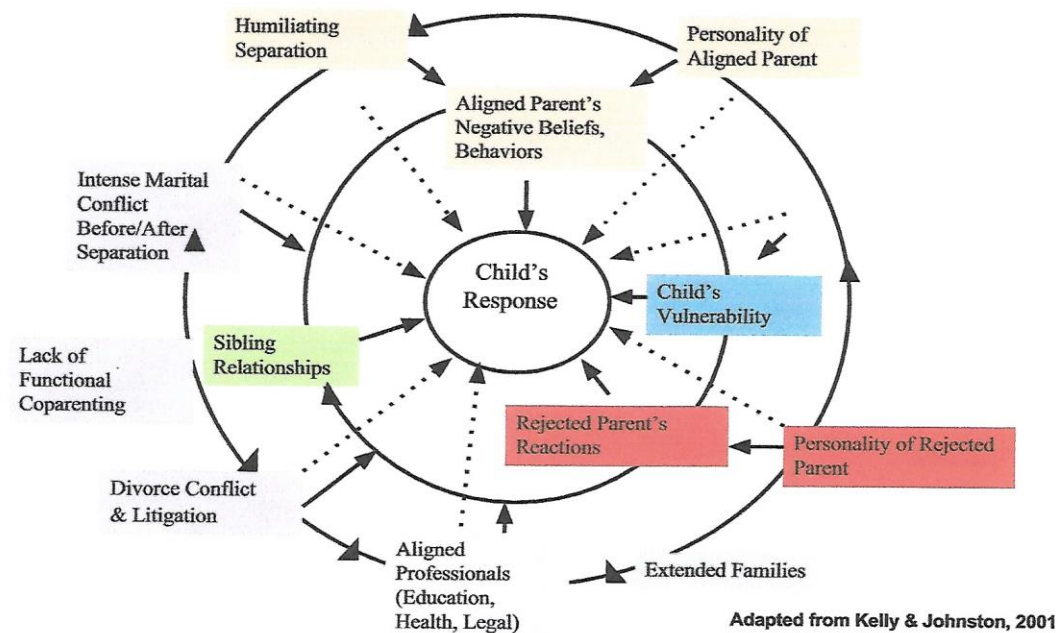 Humiliating
Separation
Personality of
Aligned Parent
Aligned Parent's
Negative Beliefs,
Behaviors
Intense Marital
Conflict
Before/After
Separation
Child's
Response
Child's
Vulnerability
Sibling
Relationships
Lack of
Functional
Coparenting
Rejected Parent's
Reactions
Personality of Rejected
Parent
Divorce Conflict
& Litigation
Aligned
Professionals
(Education,
Health, Legal)
Extended Families
Adapted from Kelly & Johnston, 2001